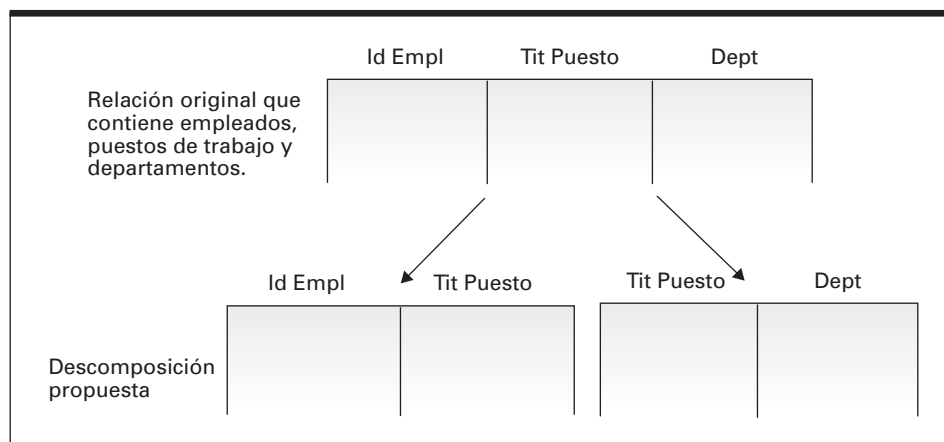 Id Empl Tit Puesto Dept
Relación original que
contiene empleados,
puestos de trabajo y
departamentos.
Id Empl Tit Puesto Tit Puesto Dept
Descomposición
propuesta